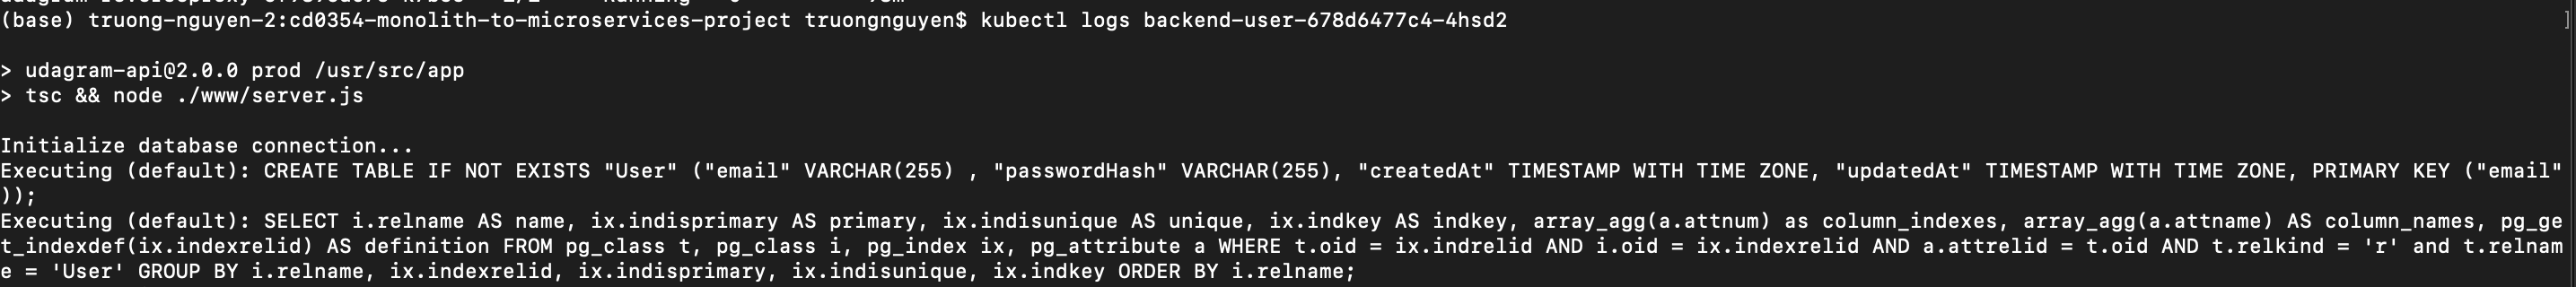 (base) truong-nguyen-2:cd0354-monolith-to-microservices-project truongnguyen$ kubectl logs backend-user-678d6477c4-4hsd2 ]
> udagram-api@2.0.0 prod /usr/src/app
> tsc && node ./www/server.js
Initialize database connection...
Executing (default): CREATE TABLE IF NOT EXISTS "User" ("email" VARCHAR(255) , "passwordHash" VARCHAR(255), "createdAt" TIMESTAMP WITH TIME ZONE, "updatedAt" TIMESTAMP WITH TIME ZONE, PRIMARY KEY ("email"
));
Executing (default): SELECT i.relname AS name, ix.indisprimary AS primary, ix.indisunique AS unique, ix.indkey AS indkey, array_agg(a.attnum) as column_indexes, array_agg(a.attname) AS column_names, pg_ge
t_indexdef(ix.indexrelid) AS definition FROM pg_class t, pg_class i, pg_index ix, pg_attribute a WHERE t.oid = ix.indrelid AND i.oid = ix.indexrelid AND a.attrelid = t.oid AND t.relkind = 'r' and t.relnam
e = 'User' GROUP BY i.relname, ix.indexrelid, ix.indisprimary, ix.indisunique, ix.indkey ORDER BY i.relname;